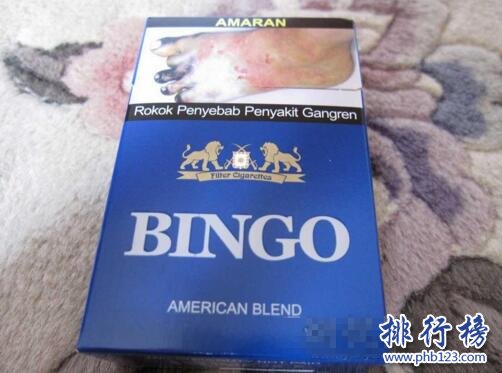 AMARAN
Rokok Penyebab Penyakit Gangren
Filter Cigarettes
BINGO
AMERICAN BLEND
排行榜
www.phb123.com